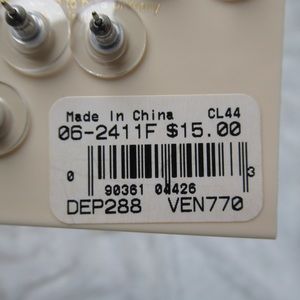 Made In China CL44
06-2411F $15.00
0 90361 04426 3
DEP288 VEN770